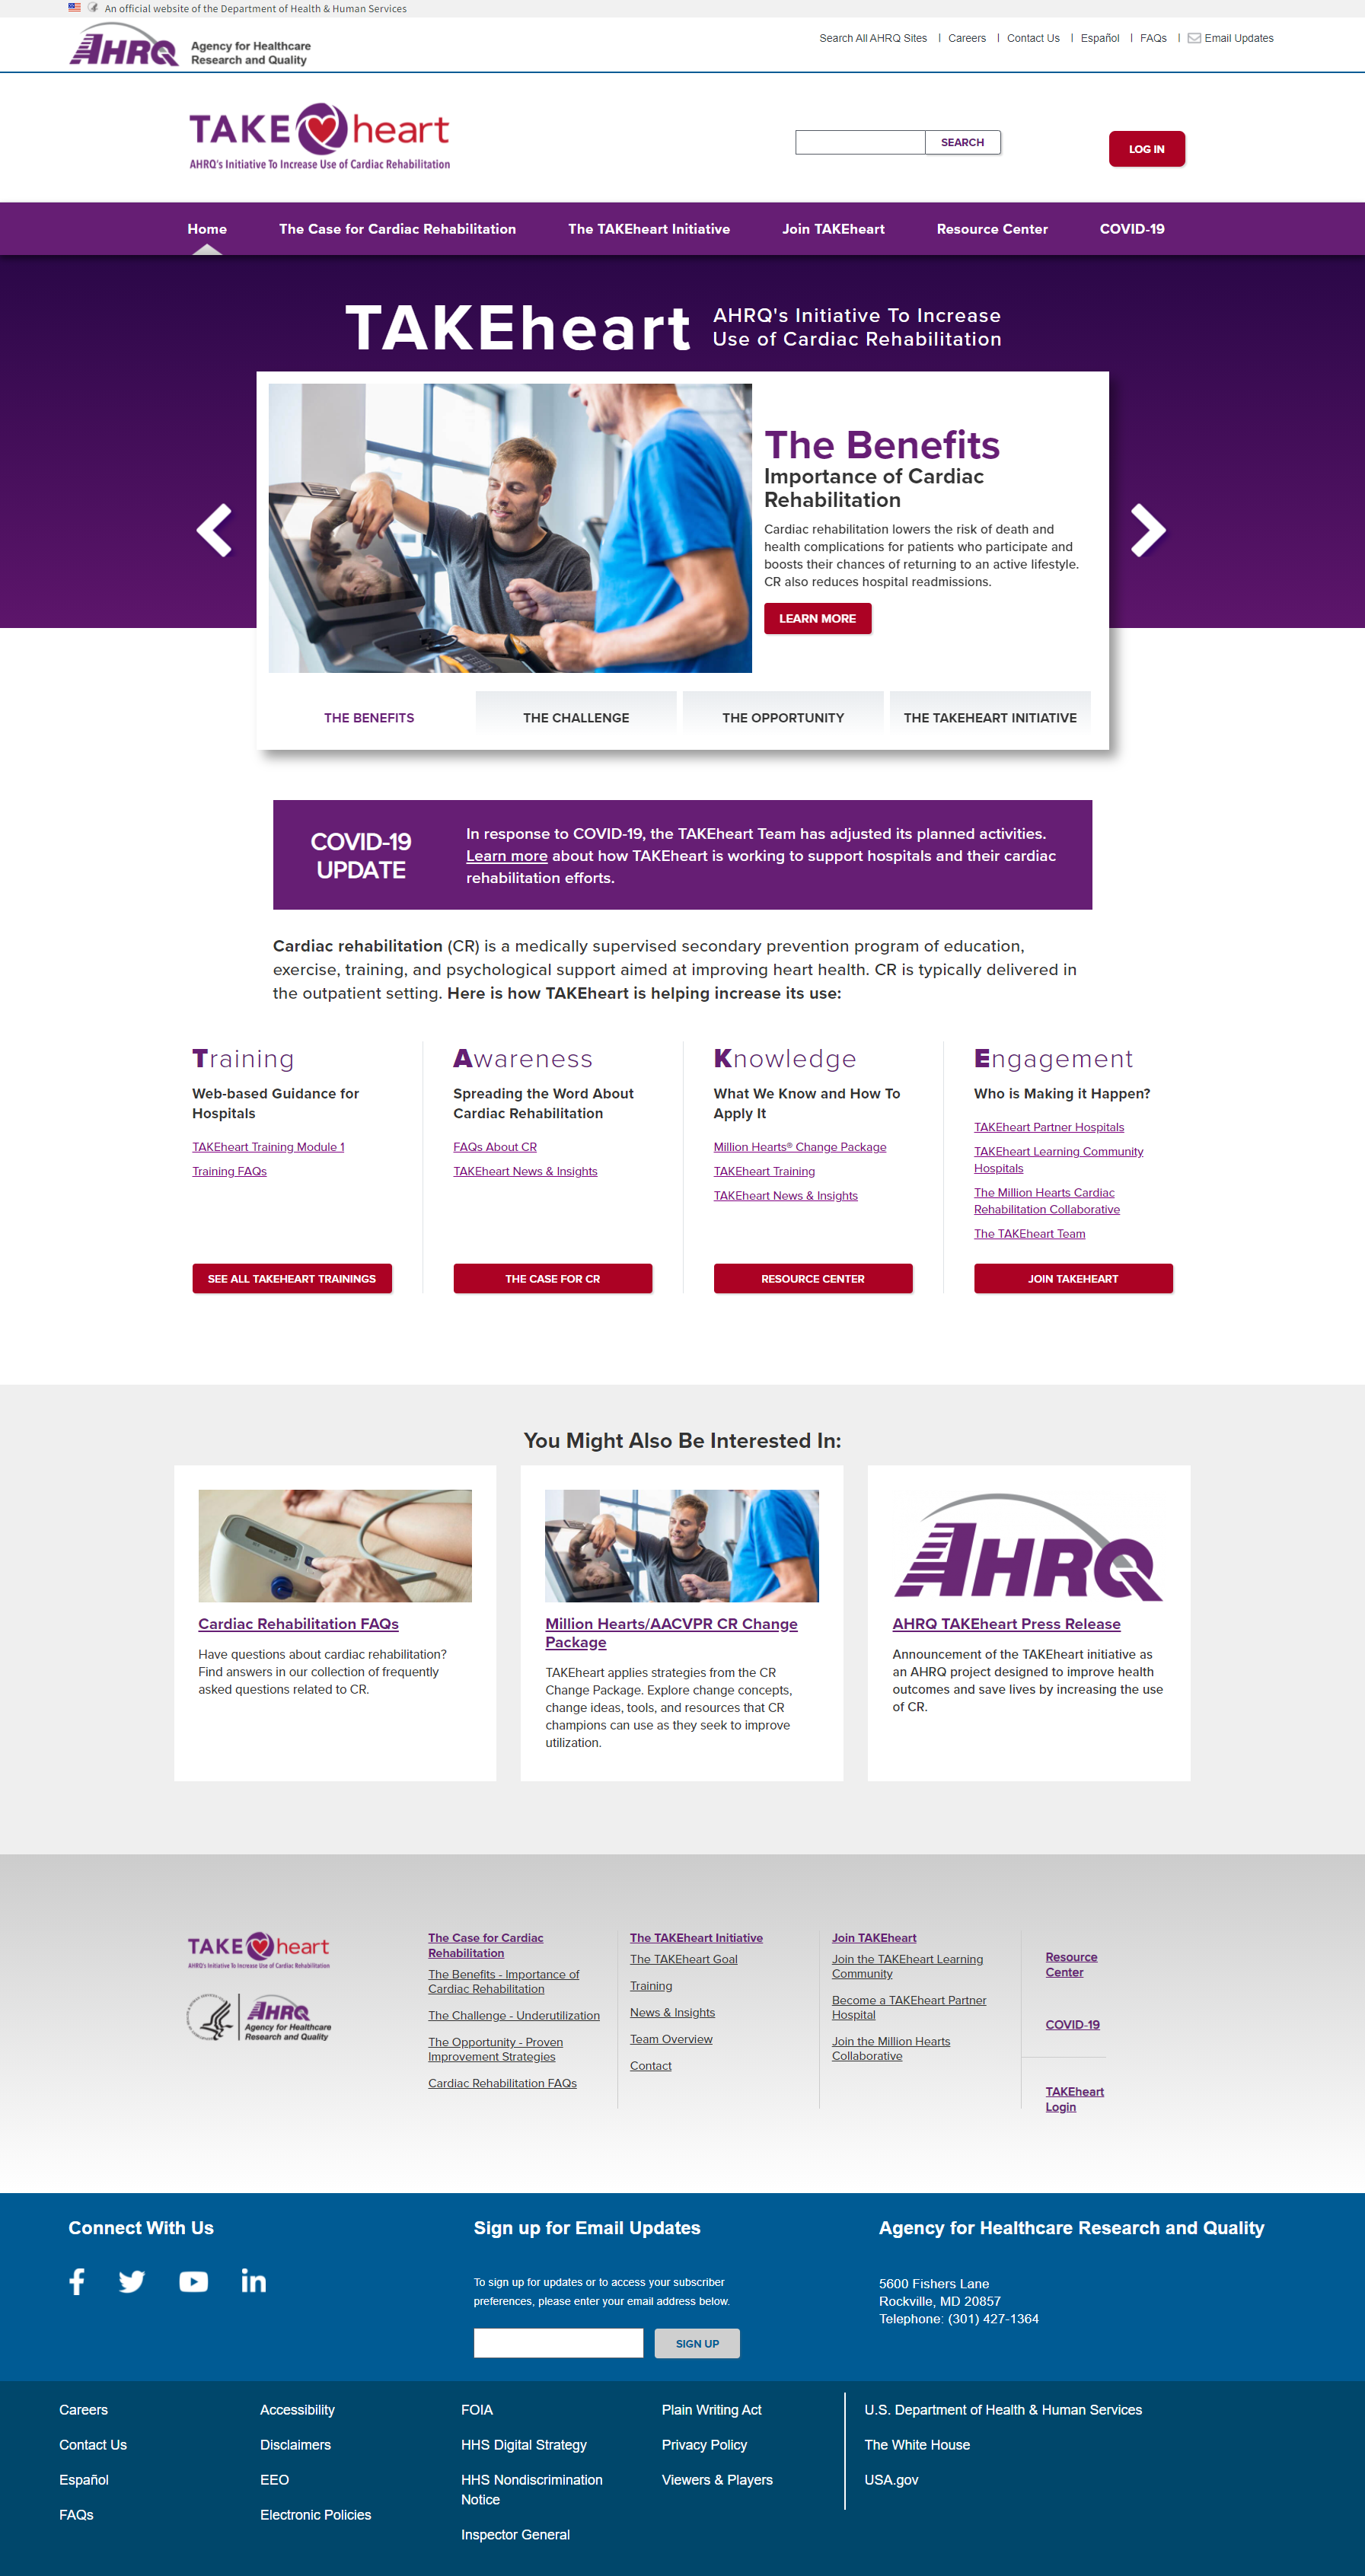 An official website of the Department of Health & Human Services
AHRQ
Agency for Healthcare
Research and Quality
Search All AHRQ Sites | Careers | Contact Us | Español | FAQs | Email Updates
TAKE heart
AHRQ's Initiative To Increase Use of Cardiac Rehabilitation
SEARCH
LOG IN
Home
The Case for Cardiac Rehabilitation
The TAKEheart Initiative
Join TAKEheart
Resource Center
COVID-19
TAKEheart
AHRQ's Initiative To Increase
Use of Cardiac Rehabilitation
The Benefits
Importance of Cardiac
Rehabilitation
Cardiac rehabilitation lowers the risk of death and
health complications for patients who participate and
boosts their chances of returning to an active lifestyle.
CR also reduces hospital readmissions.
LEARN MORE
THE BENEFITS
THE CHALLENGE
THE OPPORTUNITY
THE TAKEHEART INITIATIVE
COVID-19
UPDATE
In response to COVID-19, the TAKEheart Team has adjusted its planned activities.
Learn more about how TAKEheart is working to support hospitals and their cardiac
rehabilitation efforts.
Cardiac rehabilitation (CR) is a medically supervised secondary prevention program of education,
exercise, training, and psychological support aimed at improving heart health. CR is typically delivered in
the outpatient setting. Here is how TAKEheart is helping increase its use:
Training
Web-based Guidance for
Hospitals
TAKEheart Training Module 1
Training FAQs
SEE ALL TAKEHEART TRAININGS
Awareness
Spreading the Word About
Cardiac Rehabilitation
FAQs About CR
TAKEheart News & Insights
THE CASE FOR CR
Knowledge
What We Know and How To
Apply It
Million Hearts® Change Package
TAKEheart Training
TAKEheart News & Insights
RESOURCE CENTER
Engagement
Who is Making it Happen?
TAKEheart Partner Hospitals
TAKEheart Learning Community
Hospitals
The Million Hearts Cardiac
Rehabilitation Collaborative
The TAKEheart Team
JOIN TAKEHEART
You Might Also Be Interested In:
Cardiac Rehabilitation FAQs
Have questions about cardiac rehabilitation?
Find answers in our collection of frequently
asked questions related to CR.
Million Hearts/AACVPR CR Change
Package
TAKEheart applies strategies from the CR
Change Package. Explore change concepts,
change ideas, tools, and resources that CR
champions can use as they seek to improve
utilization.
AHRQ
AHRQ TAKEheart Press Release
Announcement of the TAKEheart initiative as
an AHRQ project designed to improve health
outcomes and save lives by increasing the use
of CR.
TAKE heart
AHRQ's Initiative To Increase Use of Cardiac Rehabilitation
AHRQ
Agency for Healthcare
Research and Quality
The Case for Cardiac
Rehabilitation
The Benefits - Importance of
Cardiac Rehabilitation
The Challenge - Underutilization
The Opportunity - Proven
Improvement Strategies
Cardiac Rehabilitation FAQs
The TAKEheart Initiative
The TAKEheart Goal
Training
News & Insights
Team Overview
Contact
Join TAKEheart
Join the TAKEheart Learning
Community
Become a TAKEheart Partner
Hospital
Join the Million Hearts
Collaborative
Resource
Center
COVID-19
TAKEheart
Login
Connect With Us
Sign up for Email Updates
To sign up for updates or to access your subscriber
preferences, please enter your email address below.
SIGN UP
Agency for Healthcare Research and Quality
5600 Fishers Lane
Rockville, MD 20857
Telephone: (301) 427-1364
Careers
Contact Us
Español
FAQs
Accessibility
Disclaimers
EEO
Electronic Policies
FOIA
HHS Digital Strategy
HHS Nondiscrimination
Notice
Inspector General
Plain Writing Act
Privacy Policy
Viewers & Players
U.S. Department of Health & Human Services
The White House
USA.gov